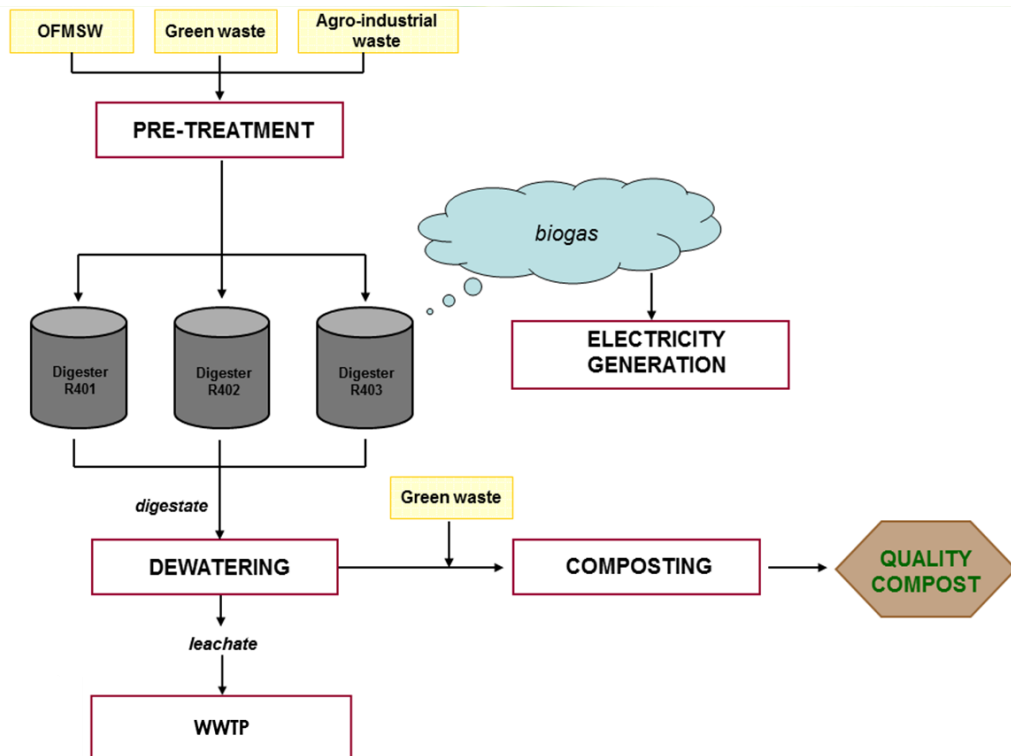 OFMSW
Green waste
Agro-industrial
waste
PRE-TREATMENT
biogas
ELECTRICITY
GENERATION
Digester
R401
Digester
R402
Digester
R403
digestate
Green waste
DEWATERING
COMPOSTING
QUALITY
COMPOST
leachate
WWTP